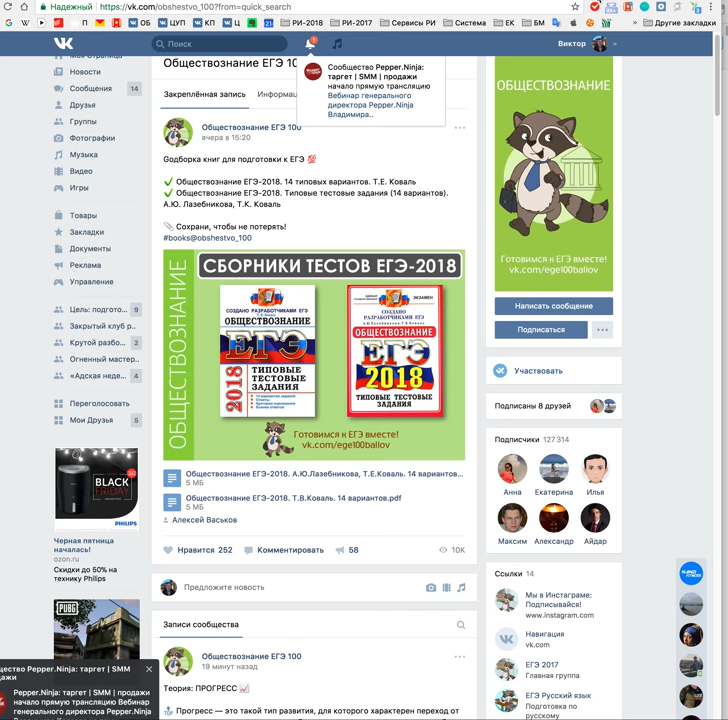 Надежный
https://vk.com/obshestvo_100?from=quick_search
П
ОБ
ЦУП
КП
Ц
РИ-2018
РИ-2017
Сервисы РИ
Система
ЕК
БМ
» Другие закладки
Поиск
1
Виктор
Новости
Сообщения 14
Друзья
Группы
Фотографии
Музыка
Видео
Игры
Товары
Закладки
Документы
Реклама
Управление
Цель: подгото... 9
Закрытый клуб р...
Крутой разбо... 2
Огненный мастер..
«Адская неде... 4
Переголосовать
Мои Друзья 5
BLACK
FRIDAY
PHILIPS
Черная пятница
началась!
ozon.ru
Скидки до 50% на
технику Philips
PUBG
щество Pepper.Ninja: таргет | SMM
дажи
Pepper.Ninja: таргет | SMM | продажи
начало прямую трансляцию Вебинар
генерального директора Pepper.Ninja
Обществознание ЕГЭ 100
Закреплённая запись
Информац
Сообщество Pepper.Ninja:
таргет | SMM | продажи
начало прямую трансляцию
Вебинар генерального
директора Pepper.Ninja
Владимира..
Обществознание ЕГЭ 100
вчера в 15:20
Godборка книг для подготовки к ЕГЭ 💯
✔ Обществознание ЕГЭ-2018. 14 типовых вариантов. Т.Е. Коваль
✔ Обществознание ЕГЭ-2018. Типовые тестовые задания (14 вариантов).
А.Ю. Лазебникова, Т.К. Коваль
📎 Сохрани, чтобы не потерять!
#books@obshestvo_100
ОБЩЕСТВОЗНАНИЕ
СБОРНИКИ ТЕСТОВ ЕГЭ-2018
СОЗДАНО РАЗРАБОТЧИКАМИ ЕГЭ
ОБЩЕСТВОЗНАНИЕ
ЕГЭ
2018
ТИПОВЫЕ
ТЕСТОВЫЕ
ЗАДАНИЯ
ЭКЗАМЕН
СОЗДАНО
РАЗРАБОТЧИКАМИ ЕГЭ
ОБЩЕСТВОЗНАНИЕ
ЕГЭ
2018
ТИПОВЫЕ ТЕСТОВЫЕ
ЗАДАНИЯ
Готовимся к ЕГЭ вместе!
vk.com/ege100ballov
Обществознание ЕГЭ-2018. А.Ю.Лазебникова, Т.Е.Коваль. 14 вариантов...
5 МБ
Обществознание ЕГЭ-2018. Т.В.Коваль. 14 вариантов.pdf
5 МБ
Алексей Васьков
Нравится 252
Комментировать
58
10K
Предложите новость
Записи сообщества
Обществознание ЕГЭ 100
19 минут назад
Теория: ПРОГРЕСС 📈
Прогресс — это такой тип развития, для которого характерен переход от
ОБЩЕСТВОЗНАНИЕ
Готовимся к ЕГЭ вместе!
vk.com/ege100ballov
Написать сообщение
Подписаться
Участвовать
Подписаны 8 друзей
Подписчики 127 314
Анна
Екатерина
Илья
Максим
Александр
Айдар
Ссылки 14
Мы в Инстаграме:
Подписывайся!
www.instagram.com
Навигация
vk.com
ЕГЭ 2017
Главная группа
ЕГЭ Русский язык
Подготовка по
русскому